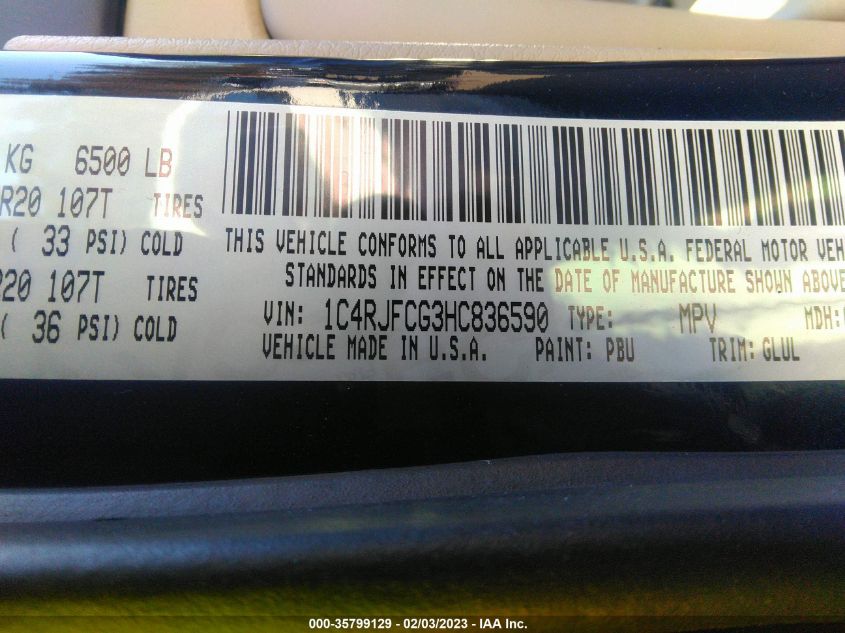 KG 6500 LB
R20 107T TIRES
( 33 PSI) COLD
R20 107T TIRES
( 36 PSI) COLD
THIS VEHICLE CONFORMS TO ALL APPLICABLE U.S.A. FEDERAL MOTOR VEH
STANDARDS IN EFFECT ON THE DATE OF MANUFACTURE SHOWN ABOVE
VIN: 1C4RJFCG3HC836590 TYPE: MPV MDH:
VEHICLE MADE IN U.S.A. PAINT: PBU TRIM: GLUL
000-35799129 - 02/03/2023 - IAA Inc.